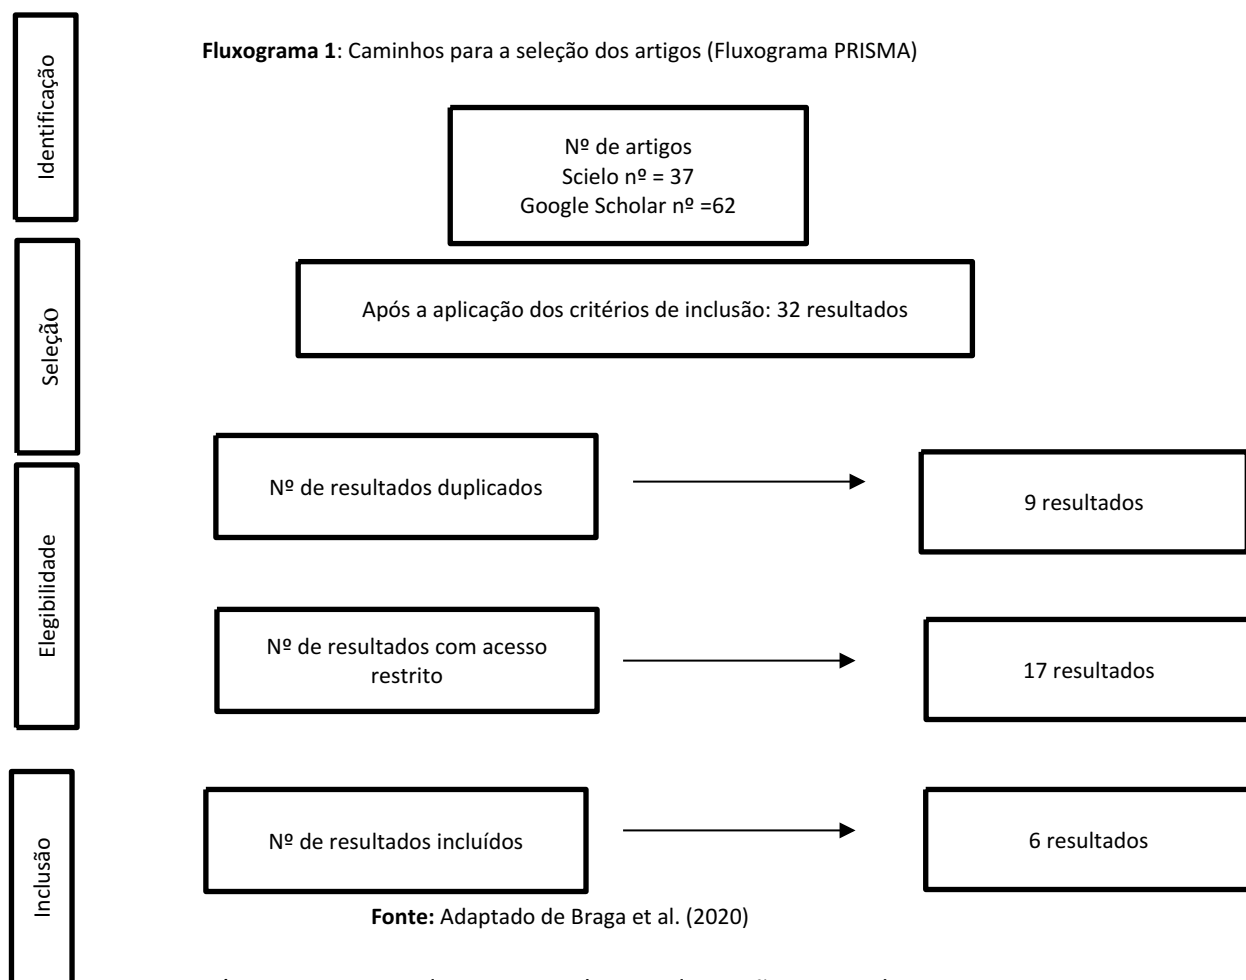 Fluxograma 1: Caminhos para a seleção dos artigos (Fluxograma PRISMA)
Identificação
Nº de artigos
Scielo nº = 37
Google Scholar nº =62
Seleção
Após a aplicação dos critérios de inclusão: 32 resultados
Elegibilidade
Nº de resultados duplicados
9 resultados
Nº de resultados com acesso
restrito
17 resultados
Inclusão
Nº de resultados incluídos
6 resultados
Fonte: Adaptado de Braga et al. (2020)